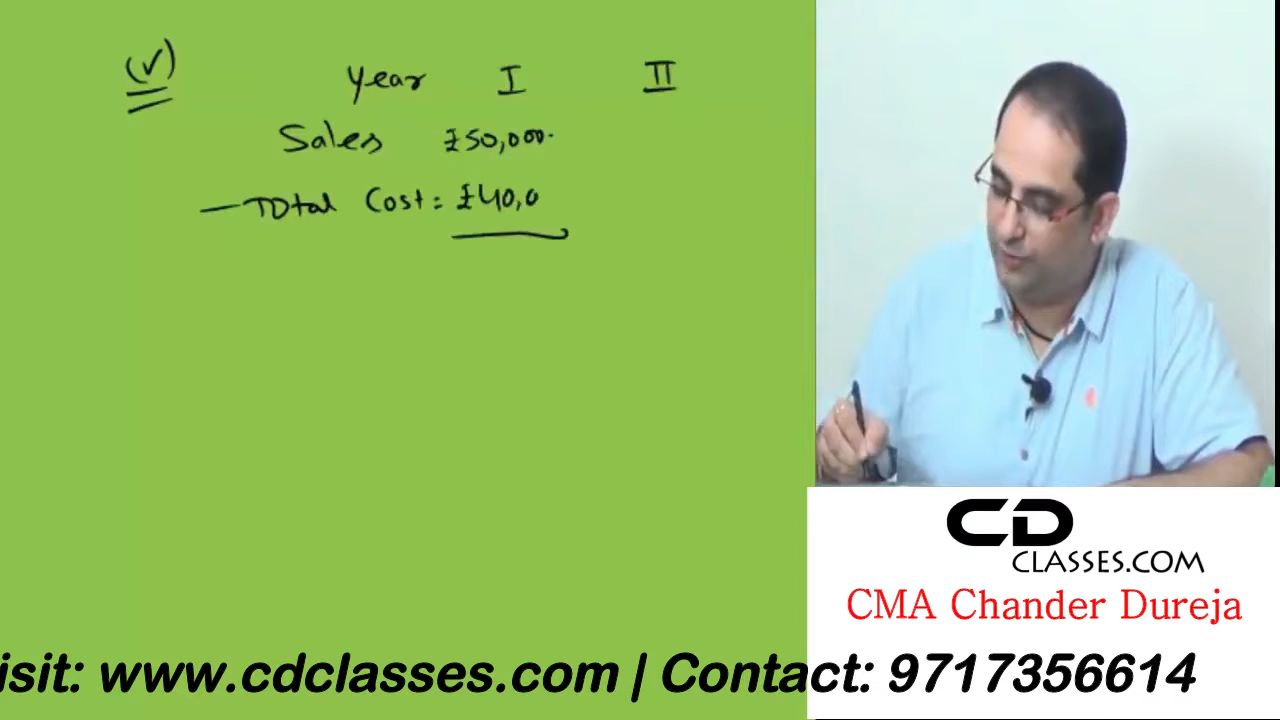 (v)
Year I II
Sales ₹50,000.
— Total Cost = ₹40,0
CD
CLASSES.COM
CMA Chander Dureja
isit: www.cdclasses.com | Contact: 9717356614